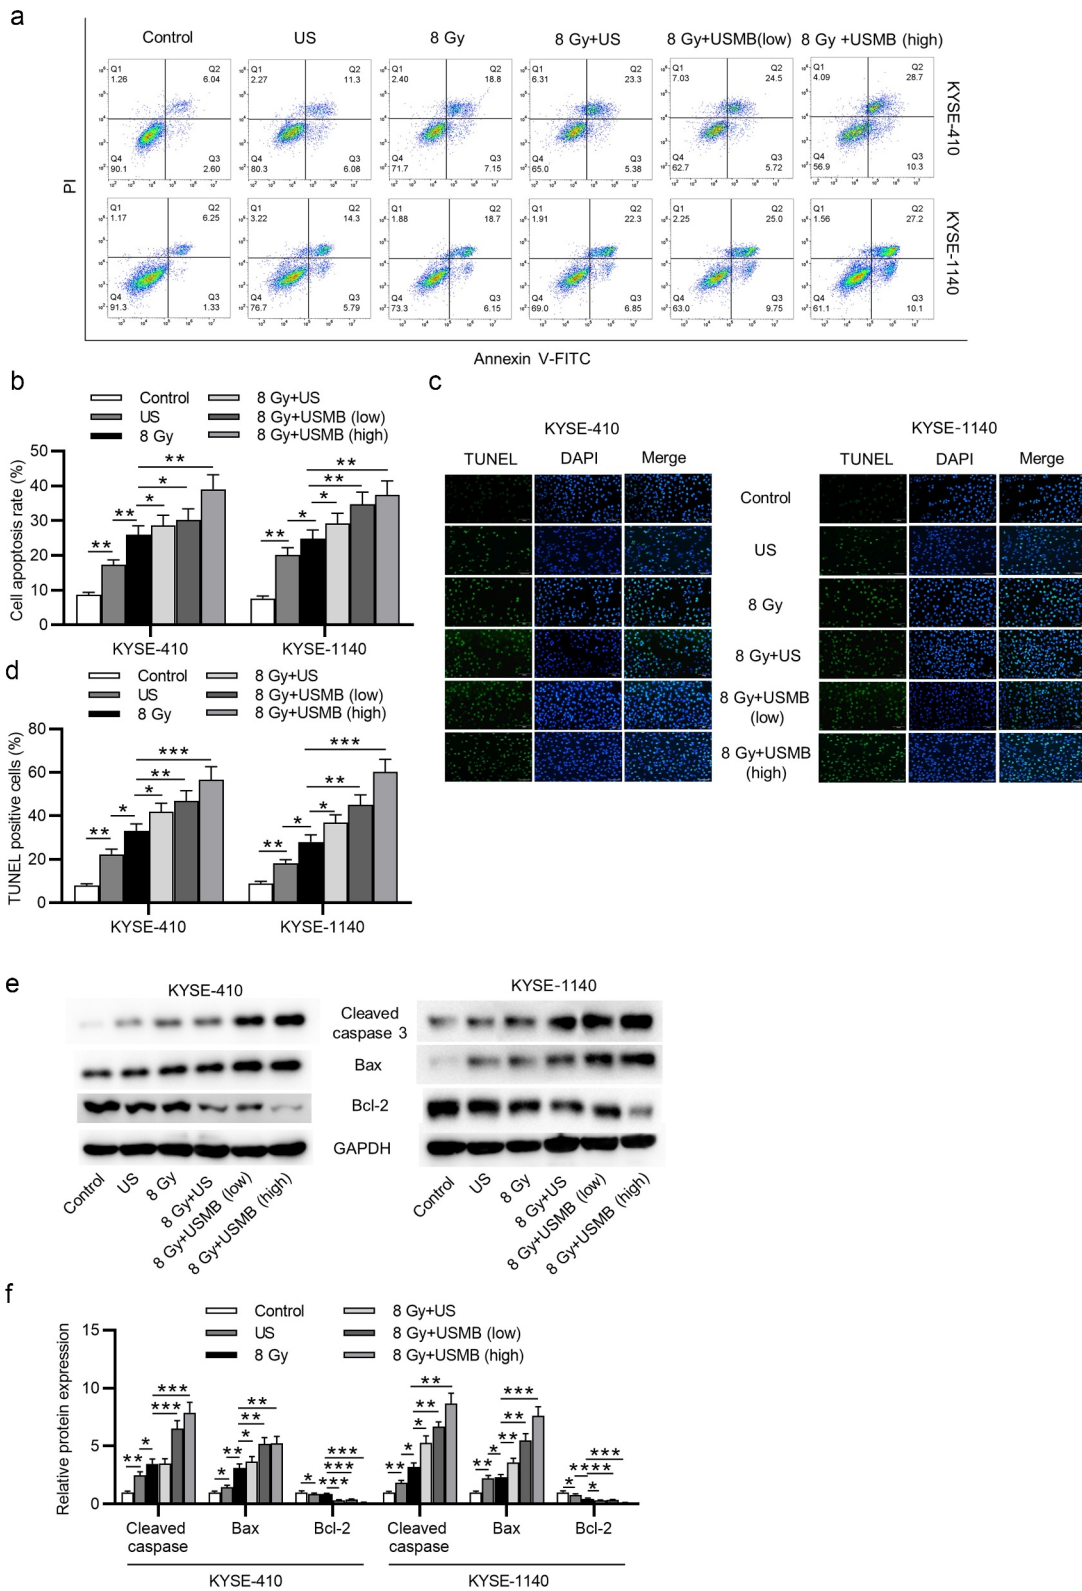 a
Control US 8 Gy 8 Gy+US 8 Gy+USMB(low) 8 Gy +USMB (high)
Q1 Q2 Q1 Q2 Q1 Q2 Q1 Q2 Q1 Q2 Q1 Q2
1.26 6.04 2.27 11.3 2.40 18.8 6.31 23.3 7.03 24.5 4.09 28.7
Q4 Q3 Q4 Q3 Q4 Q3 Q4 Q3 Q4 Q3 Q4 Q3
90.1 2.60 80.3 6.08 71.7 7.15 65.0 5.38 62.7 5.72 56.9 10.3
KYSE-410
Q1 Q2 Q1 Q2 Q1 Q2 Q1 Q2 Q1 Q2 Q1 Q2
1.17 6.25 3.22 14.3 1.88 18.7 1.91 22.3 2.25 25.0 1.56 27.2
Q4 Q3 Q4 Q3 Q4 Q3 Q4 Q3 Q4 Q3 Q4 Q3
91.3 1.33 76.7 5.79 73.3 6.15 69.0 6.85 63.0 9.75 61.1 10.1
KYSE-1140
PI
Annexin V-FITC
b
Control 8 Gy+US
US 8 Gy+USMB (low)
8 Gy 8 Gy+USMB (high)
Cell apoptosis rate (%)
50
40
30
20
10
0
** ** * * **
** * * ** **
KYSE-410 KYSE-1140
c
KYSE-410 KYSE-1140
TUNEL DAPI Merge TUNEL DAPI Merge
Control
US
8 Gy
8 Gy+US
8 Gy+USMB
(low)
8 Gy+USMB
(high)
d
Control 8 Gy+US
US 8 Gy+USMB (low)
8 Gy 8 Gy+USMB (high)
TUNEL positive cells (%)
80
60
40
20
0
** * * ** ***
** * * ** ***
KYSE-410 KYSE-1140
e
KYSE-410 KYSE-1140
Cleaved
caspase 3
Bax
Bcl-2
GAPDH
Control US 8 Gy 8 Gy+US 8 Gy+USMB (low) 8 Gy+USMB (high)
Control US 8 Gy 8 Gy+US 8 Gy+USMB (low) 8 Gy+USMB (high)
f
Control 8 Gy+US
US 8 Gy+USMB (low)
8 Gy 8 Gy+USMB (high)
Relative protein expression
15
10
5
0
** * *** ***
* ** * ** **
* *** *** ***
** * * ** **
** * ** ** ***
Cleaved Bax Bcl-2 Cleaved Bax Bcl-2
caspase caspase
KYSE-410 KYSE-1140